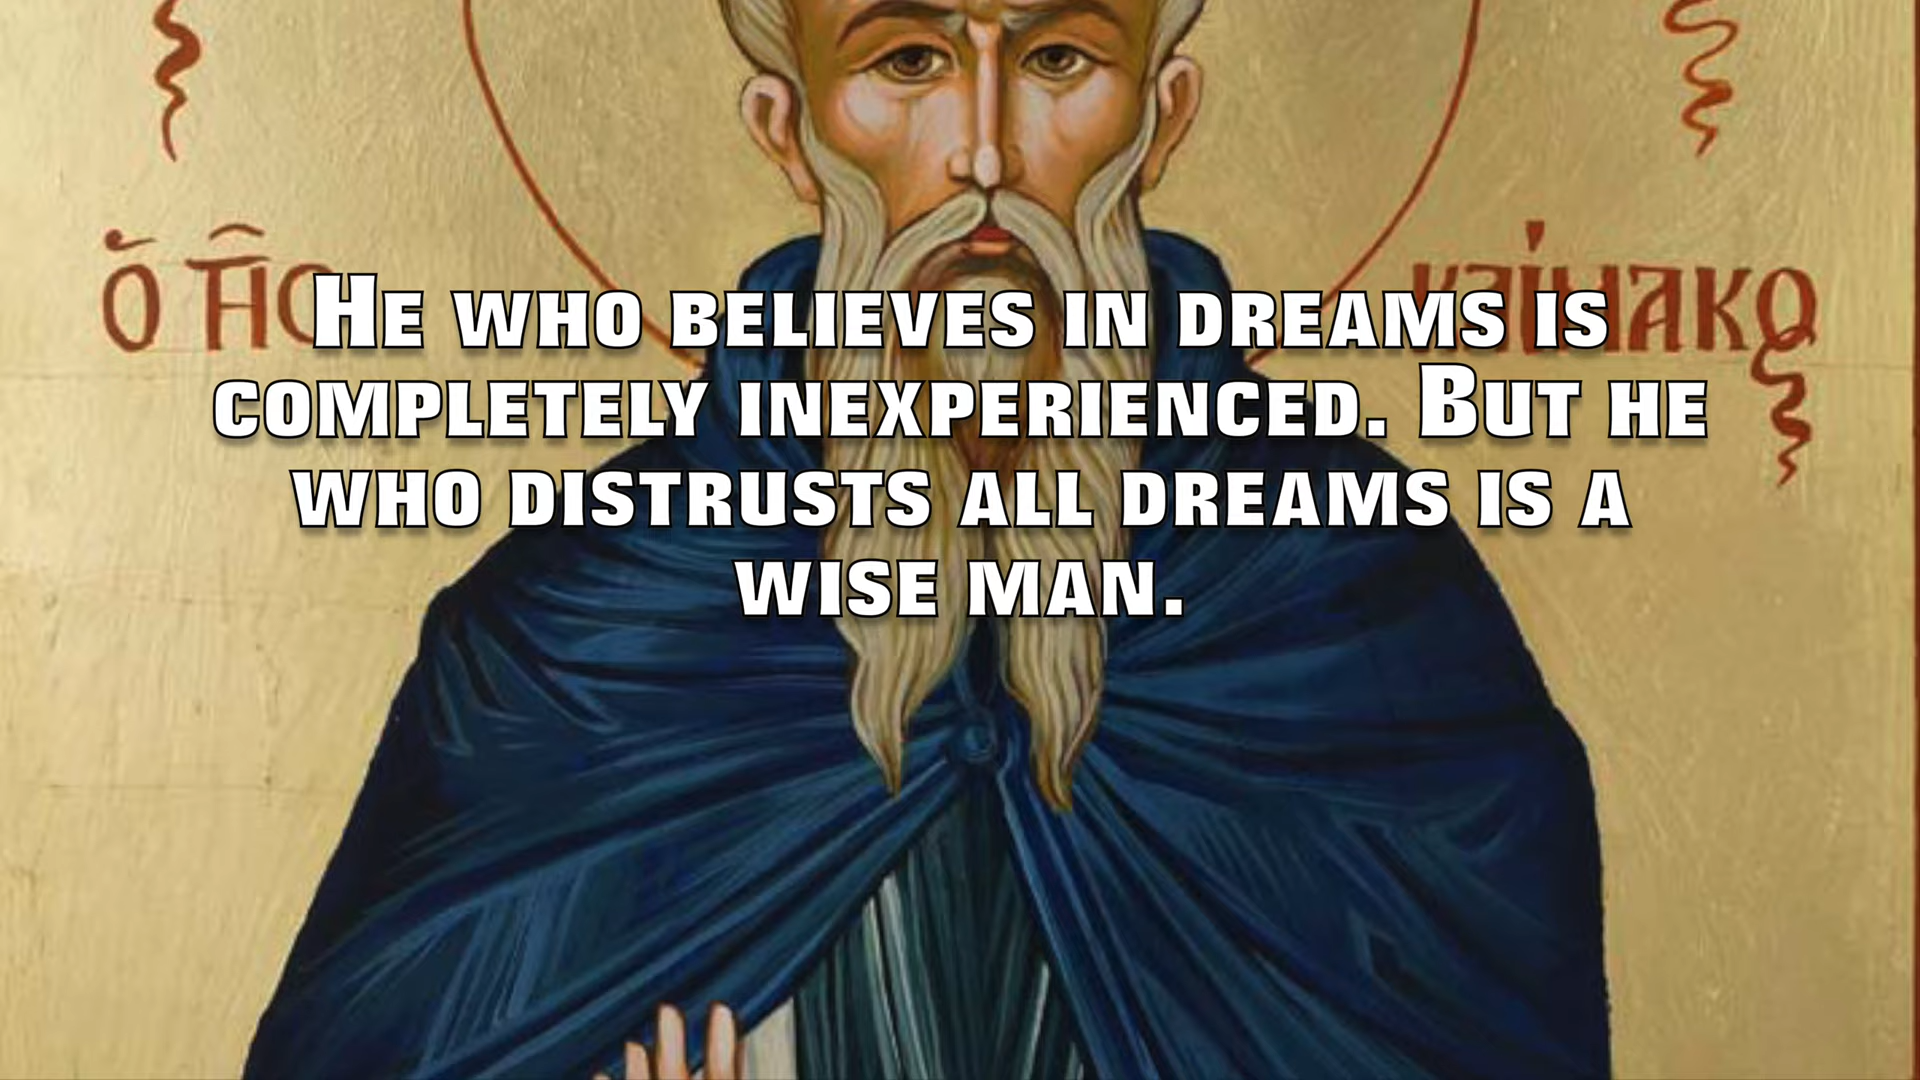 He who believes in dreams is
completely inexperienced. But he
who distrusts all dreams is a
wise man.